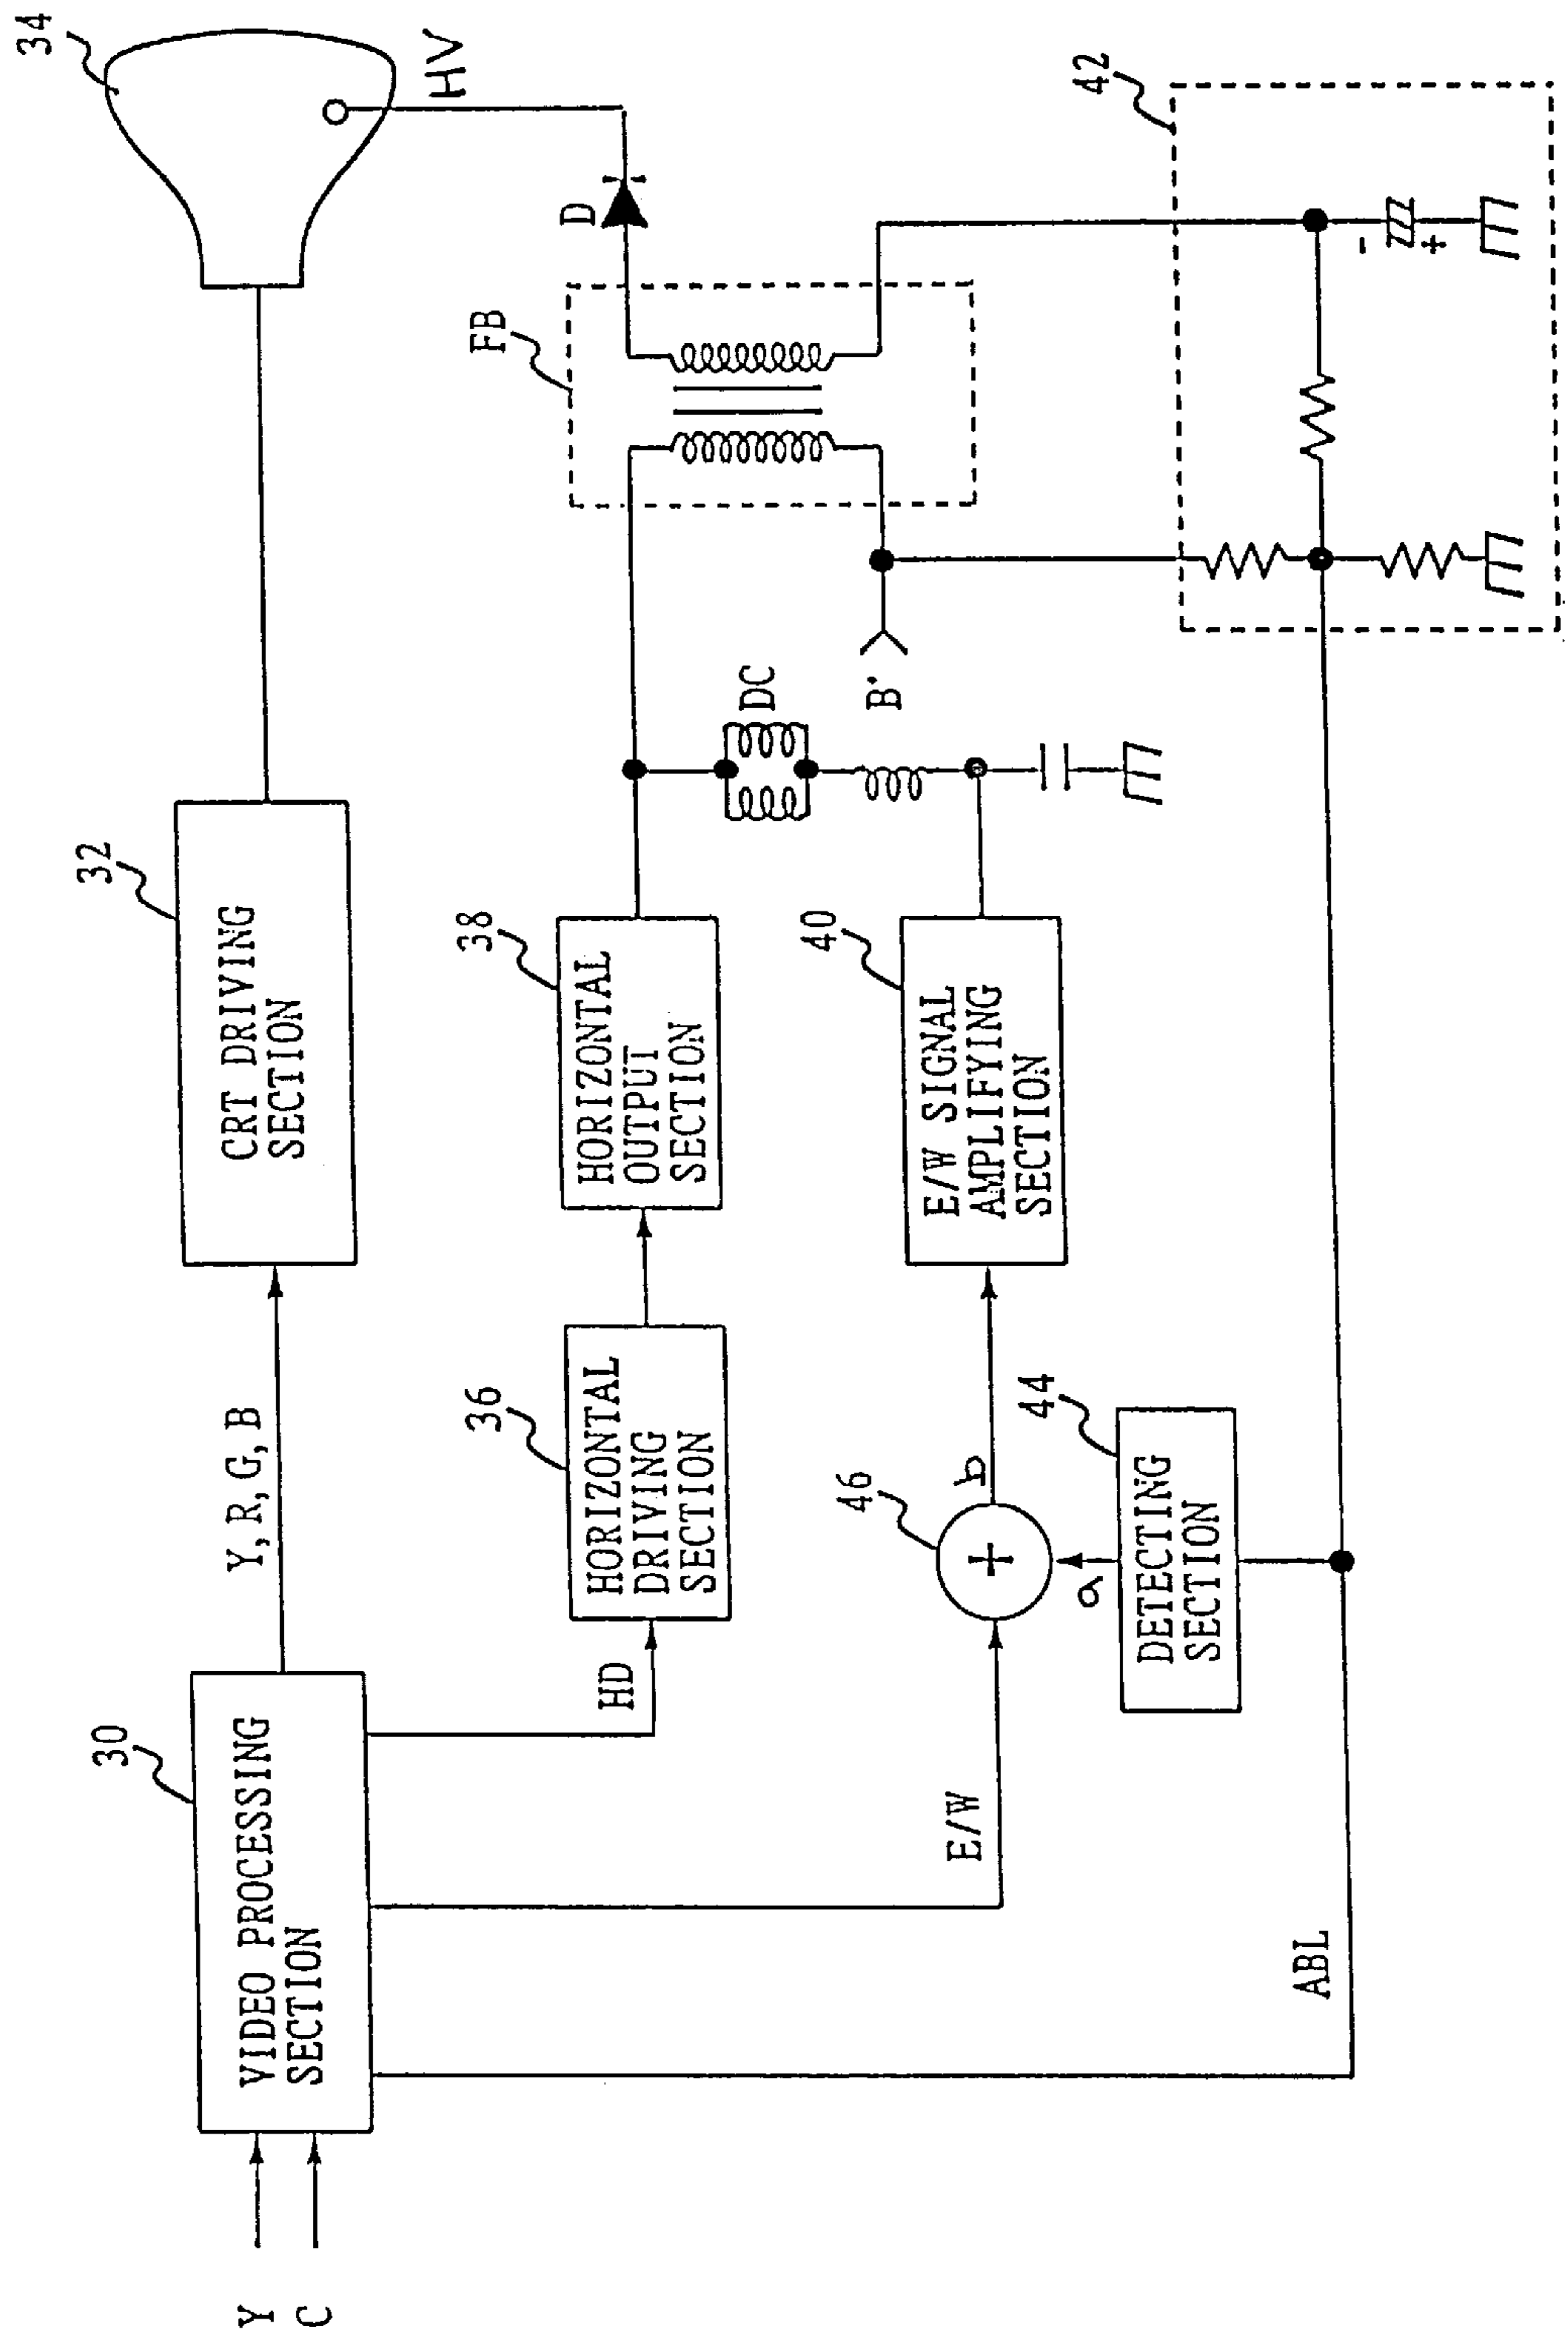 34
HV
32
CRT DRIVING
SECTION
Y, R, G, B
30
VIDEO PROCESSING
SECTION
Y
C
D
FB
DC
B+
38
HORIZONTAL
OUTPUT
SECTION
36
HORIZONTAL
DRIVING
SECTION
HD
40
E/W SIGNAL
AMPLIFYING
SECTION
b
46
+
E/W
a
44
DETECTING
SECTION
42
-
+
ABL